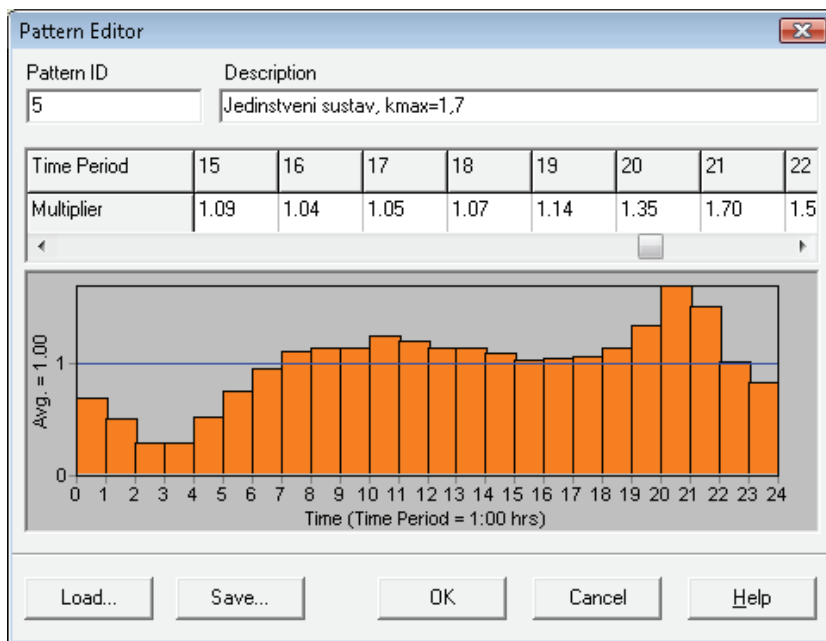 Pattern Editor
Pattern ID Description
5 Jedinstveni sustav, kmax=1,7
Time Period 15 16 17 18 19 20 21 22
Multiplier 1.09 1.04 1.05 1.07 1.14 1.35 1.70 1.5
Avg. = 1.00
1
0
0 1 2 3 4 5 6 7 8 9 10 11 12 13 14 15 16 17 18 19 20 21 22 23 24
Time (Time Period = 1:00 hrs)
Load... Save... OK Cancel Help